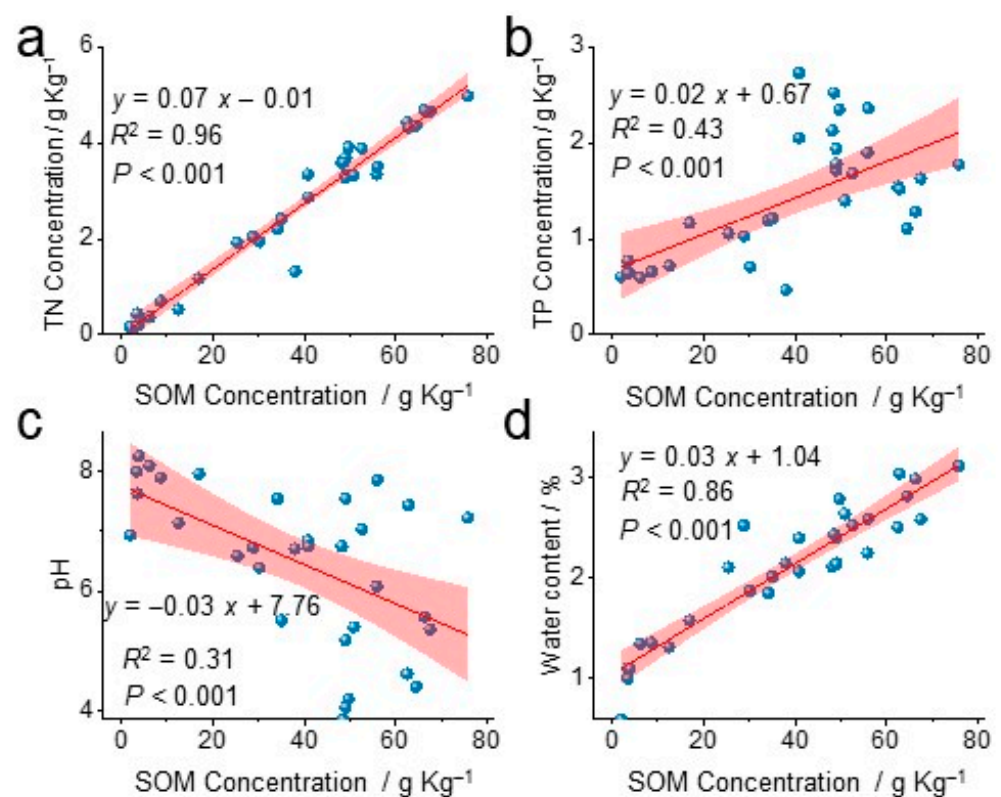 a
TN Concentration / g Kg⁻¹
6
4
2
0
y = 0.07 x – 0.01
R² = 0.96
P < 0.001
0 20 40 60 80
SOM Concentration / g Kg⁻¹
b
TP Concentration / g Kg⁻¹
3
2
1
0
y = 0.02 x + 0.67
R² = 0.43
P < 0.001
0 20 40 60 80
SOM Concentration / g Kg⁻¹
c
pH
8
6
4
y = –0.03 x + 7.76
R² = 0.31
P < 0.001
0 20 40 60 80
SOM Concentration / g Kg⁻¹
d
Water content / %
3
2
1
y = 0.03 x + 1.04
R² = 0.86
P < 0.001
0 20 40 60 80
SOM Concentration / g Kg⁻¹